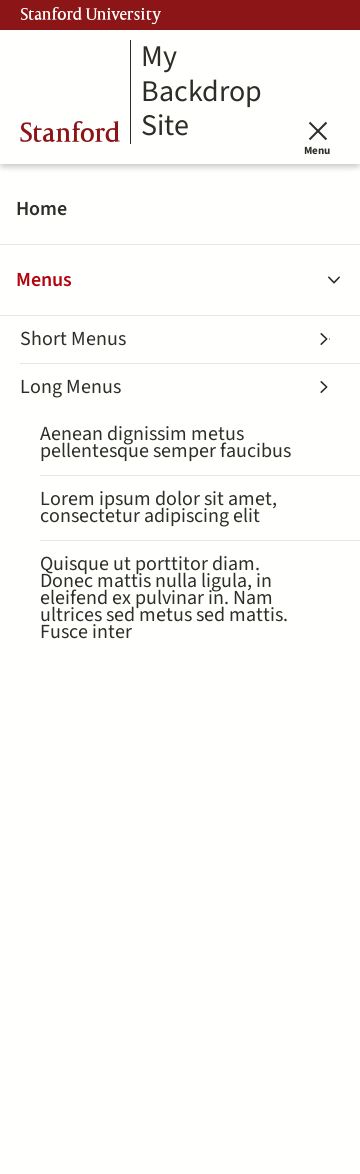 Stanford University
My
Backdrop
Site
Stanford
Menu
Home
Menus
Short Menus
Long Menus
Aenean dignissim metus
pellentesque semper faucibus
Lorem ipsum dolor sit amet,
consectetur adipiscing elit
Quisque ut porttitor diam.
Donec mattis nulla ligula, in
eleifend ex pulvinar in. Nam
ultrices sed metus sed mattis.
Fusce inter